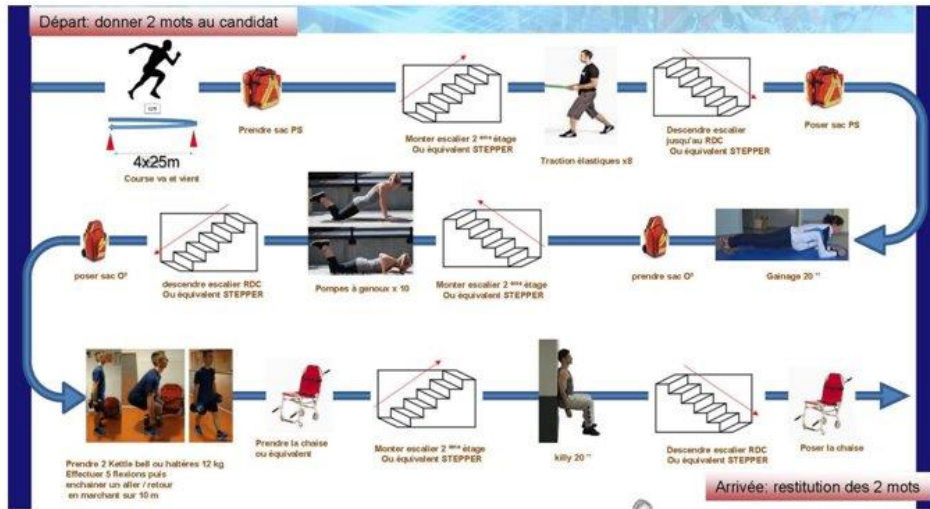 Départ: donner 2 mots au candidat
4x25m
Course va et vient
Prendre sac PS
Monter escalier 2 ème étage
Ou équivalent STEPPER
Traction élastiques x8
Descendre escalier
jusqu'au RDC
Ou équivalent STEPPER
Poser sac PS
poser sac O²
descendre escalier RDC
Ou équivalent STEPPER
Pompes à genoux x 10
Monter escalier 2 ème étage
Ou équivalent STEPPER
prendre sac O²
Gainage 20 ''
Prendre 2 Kettle bell ou haltères 12 kg
Effectuer 5 flexions puis
enchainer un aller / retour
en marchant sur 10 m
Prendre la chaise
ou équivalent
Monter escalier 2 ème étage
Ou équivalent STEPPER
killy 20 ''
Descendre escalier RDC
Ou équivalent STEPPER
Poser la chaise
Arrivée: restitution des 2 mots